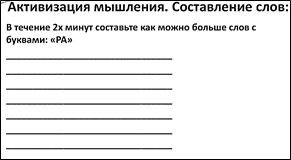 Активизация мышления. Составление слов:
В течение 2х минут составьте как можно больше слов с
буквами: «РА»